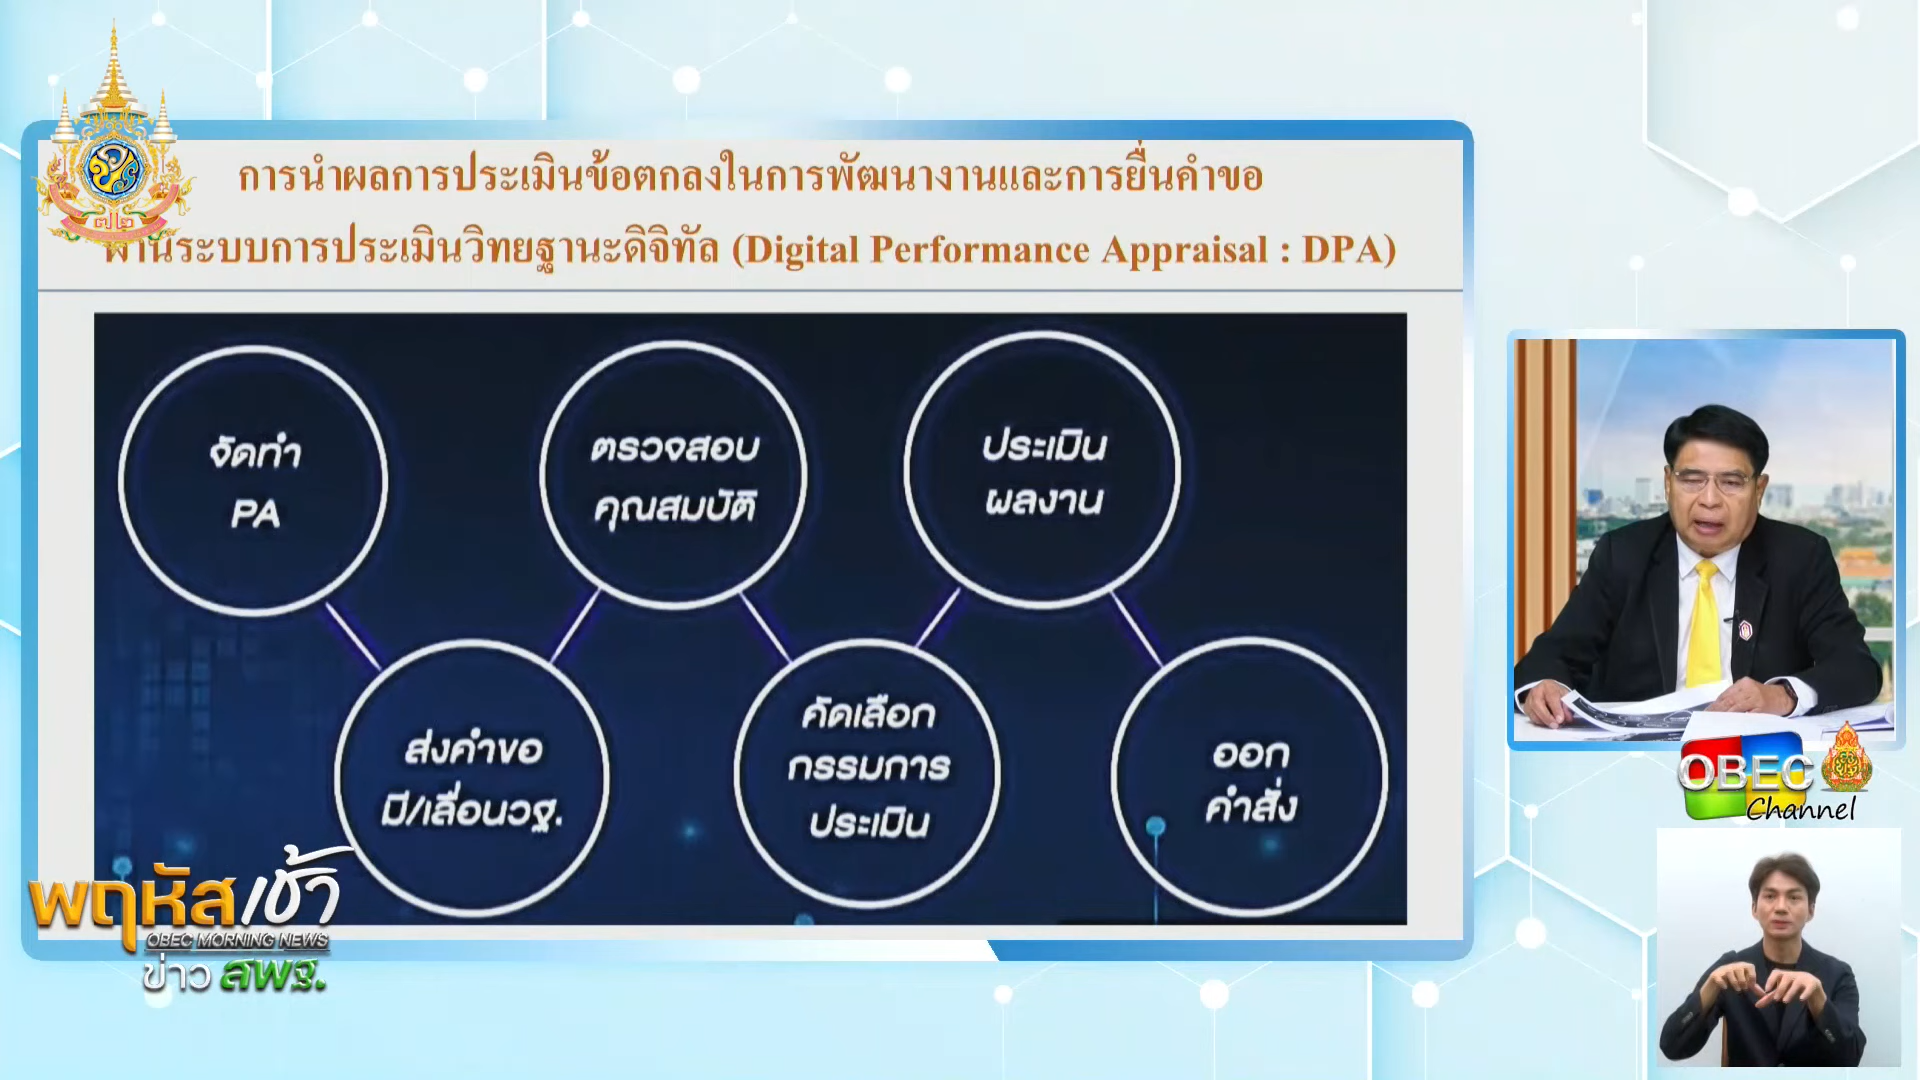 การนำผลการประเมินข้อตกลงในการพัฒนางานและการยื่นคำขอ
ผ่านระบบการประเมินวิทยฐานะดิจิทัล (Digital Performance Appraisal : DPA)
จัดทำ
PA
ส่งคำขอ
มี/เลื่อนวฐ.
ตรวจสอบ
คุณสมบัติ
คัดเลือก
กรรมการ
ประเมิน
ประเมิน
ผลงาน
ออก
คำสั่ง
๗๒
OBEC
Channel
พฤหัสเช้า
OBEC MORNING NEWS
ข่าว สพฐ.